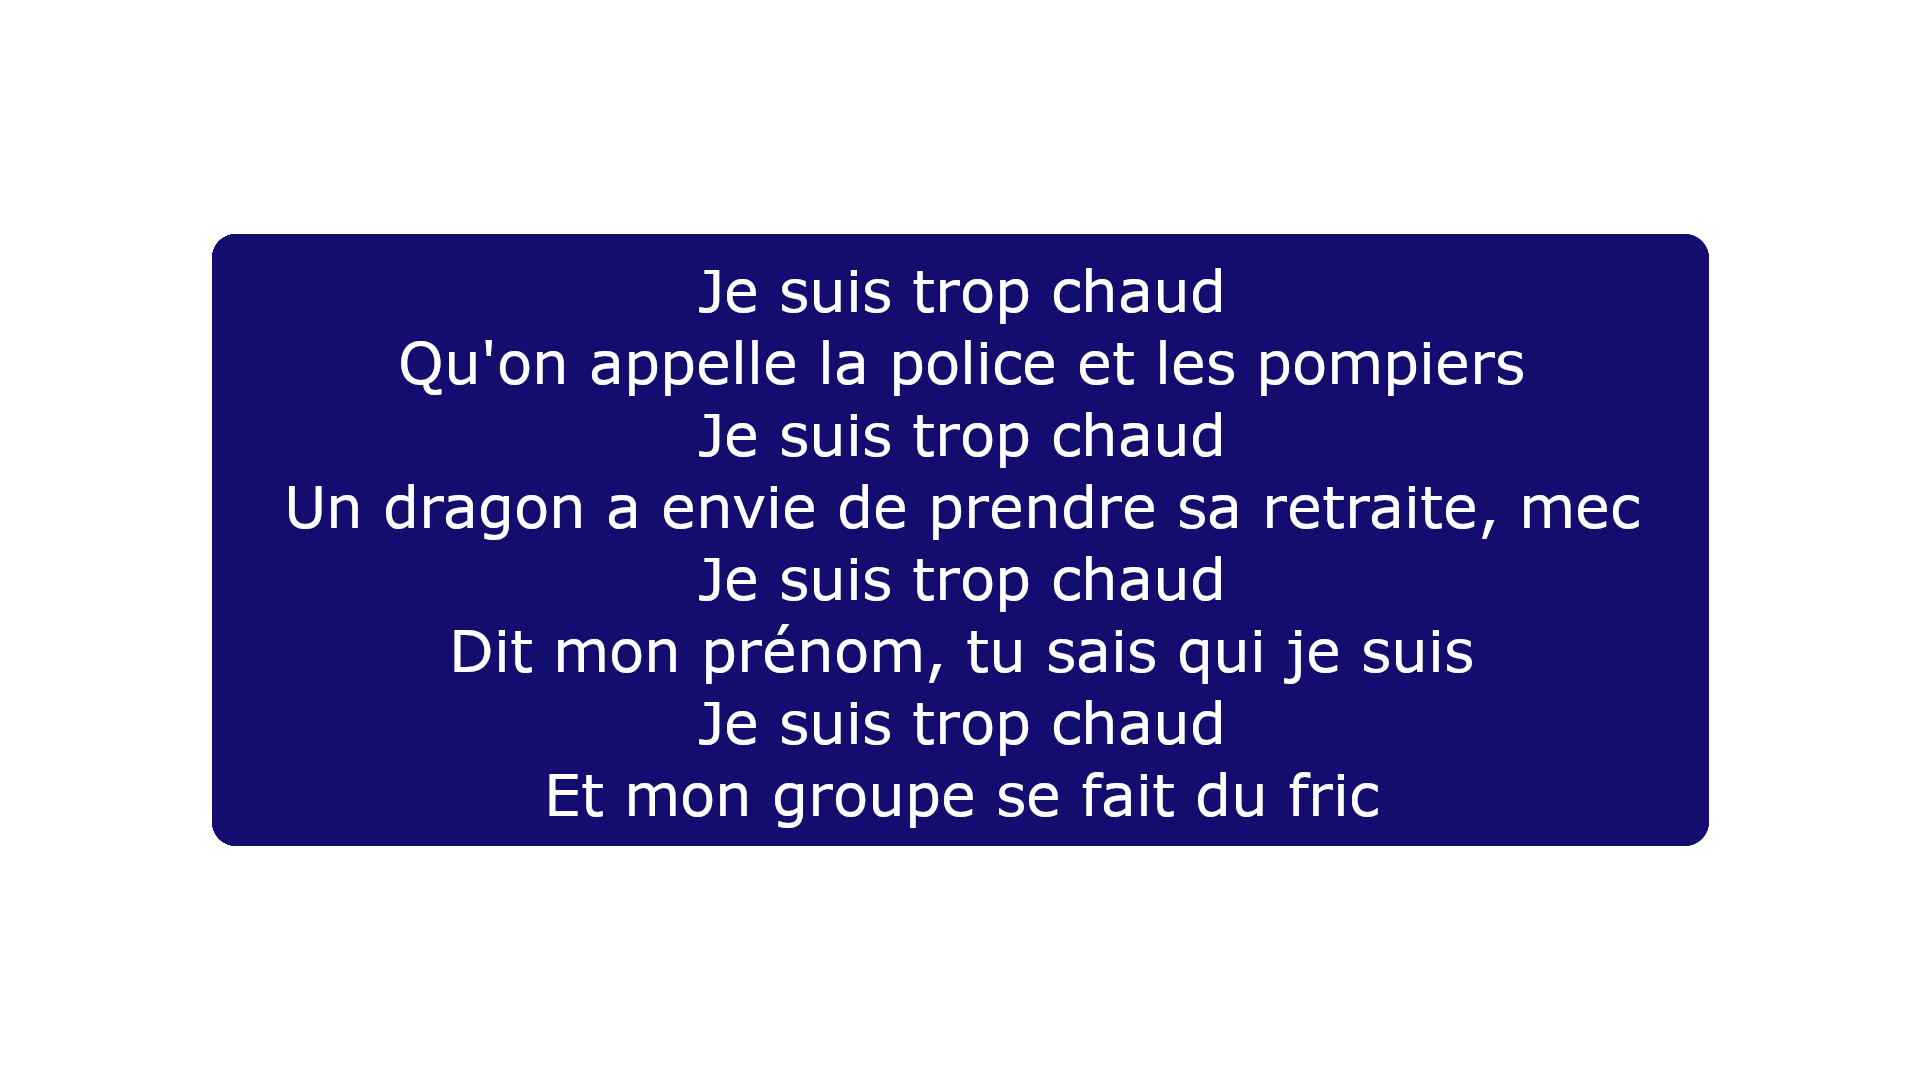 Je suis trop chaud
Qu'on appelle la police et les pompiers
Je suis trop chaud
Un dragon a envie de prendre sa retraite, mec
Je suis trop chaud
Dit mon prénom, tu sais qui je suis
Je suis trop chaud
Et mon groupe se fait du fric